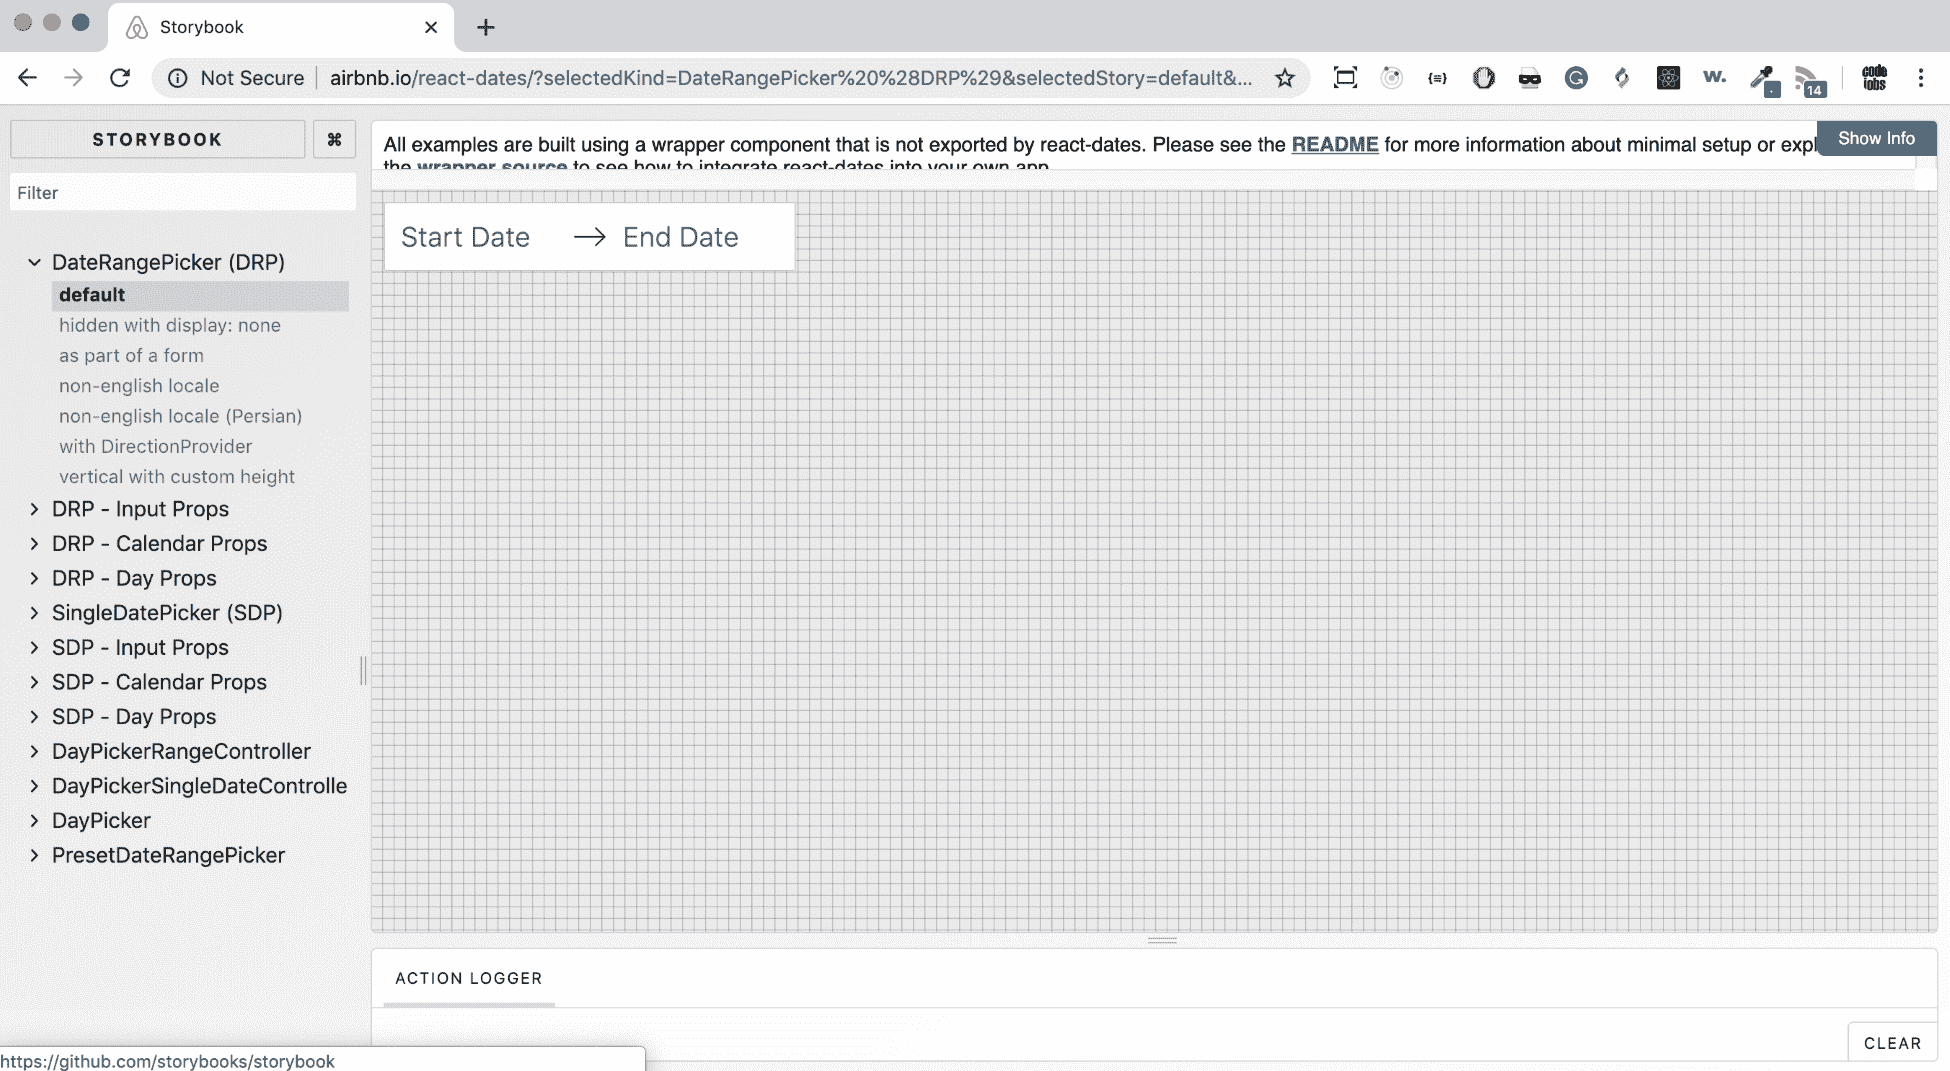 Storybook
Not Secure
airbnb.io/react-dates/?selectedKind=DateRangePicker%20%28DRP%29&selectedStory=default&...
{=}
W.
14
code
jobs
STORYBOOK
⌘
Filter
DateRangePicker (DRP)
default
hidden with display: none
as part of a form
non-english locale
non-english locale (Persian)
with DirectionProvider
vertical with custom height
DRP - Input Props
DRP - Calendar Props
DRP - Day Props
SingleDatePicker (SDP)
SDP - Input Props
SDP - Calendar Props
SDP - Day Props
DayPickerRangeController
DayPickerSingleDateControlle
DayPicker
PresetDateRangePicker
All examples are built using a wrapper component that is not exported by react-dates. Please see the README for more information about minimal setup or expl
the wrapper source to see how to integrate react-dates into your own app.
Show Info
Start Date → End Date
ACTION LOGGER
CLEAR
https://github.com/storybooks/storybook